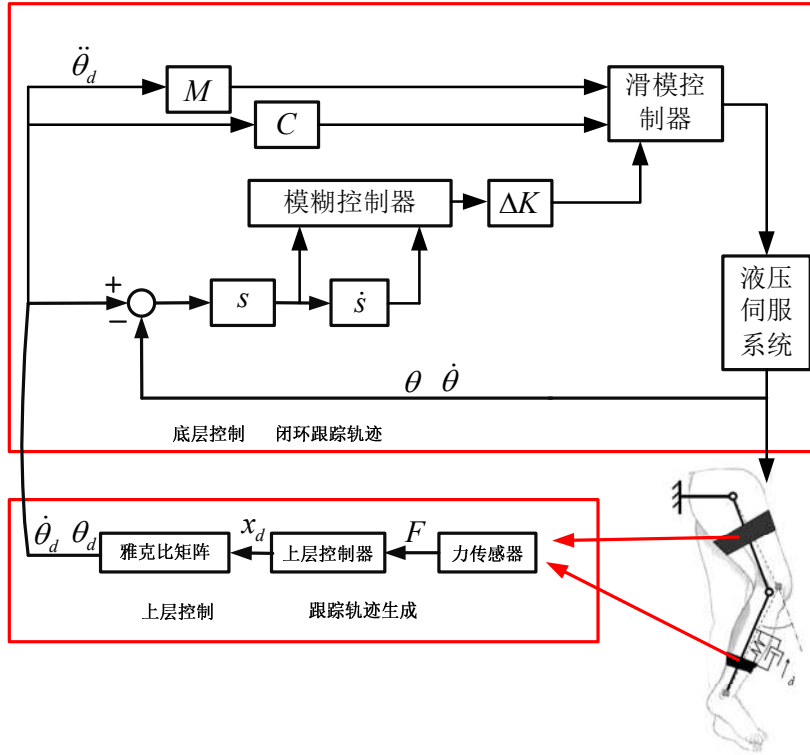 θ̈_d
M
C
滑模控
制器
模糊控制器
ΔK
+
−
s
ṡ
液压
伺服
系统
θ θ̇
底层控制 闭环跟踪轨迹
θ̇_d θ_d
雅克比矩阵
x_d
上层控制器
F
力传感器
上层控制 跟踪轨迹生成
d